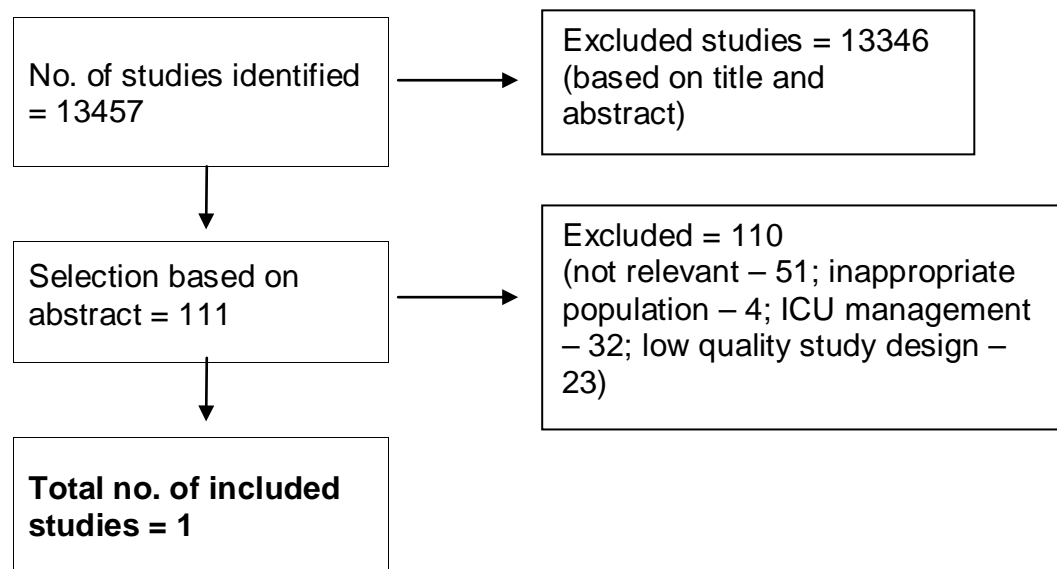 No. of studies identified
= 13457
Excluded studies = 13346
(based on title and
abstract)
Selection based on
abstract = 111
Excluded = 110
(not relevant – 51; inappropriate
population – 4; ICU management
– 32; low quality study design –
23)
Total no. of included
studies = 1